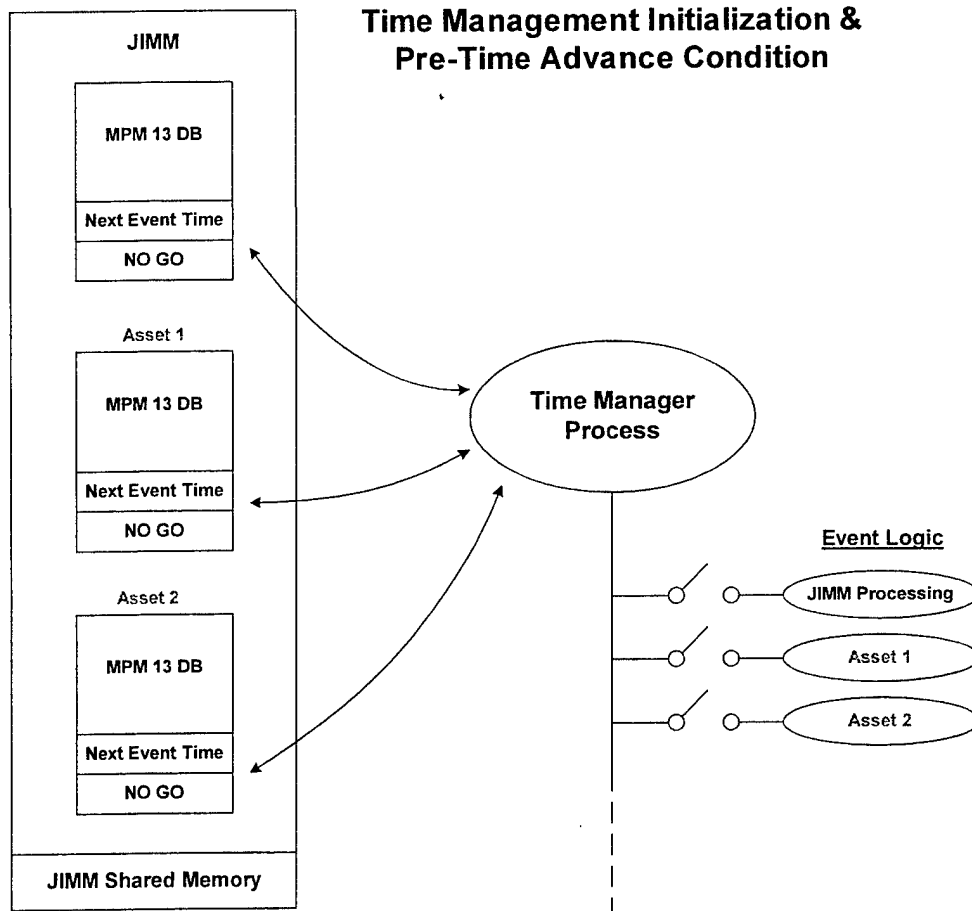 Time Management Initialization &
Pre-Time Advance Condition
JIMM
MPM 13 DB
Next Event Time
NO GO
Asset 1
MPM 13 DB
Next Event Time
NO GO
Asset 2
MPM 13 DB
Next Event Time
NO GO
JIMM Shared Memory
Time Manager
Process
Event Logic
JIMM Processing
Asset 1
Asset 2